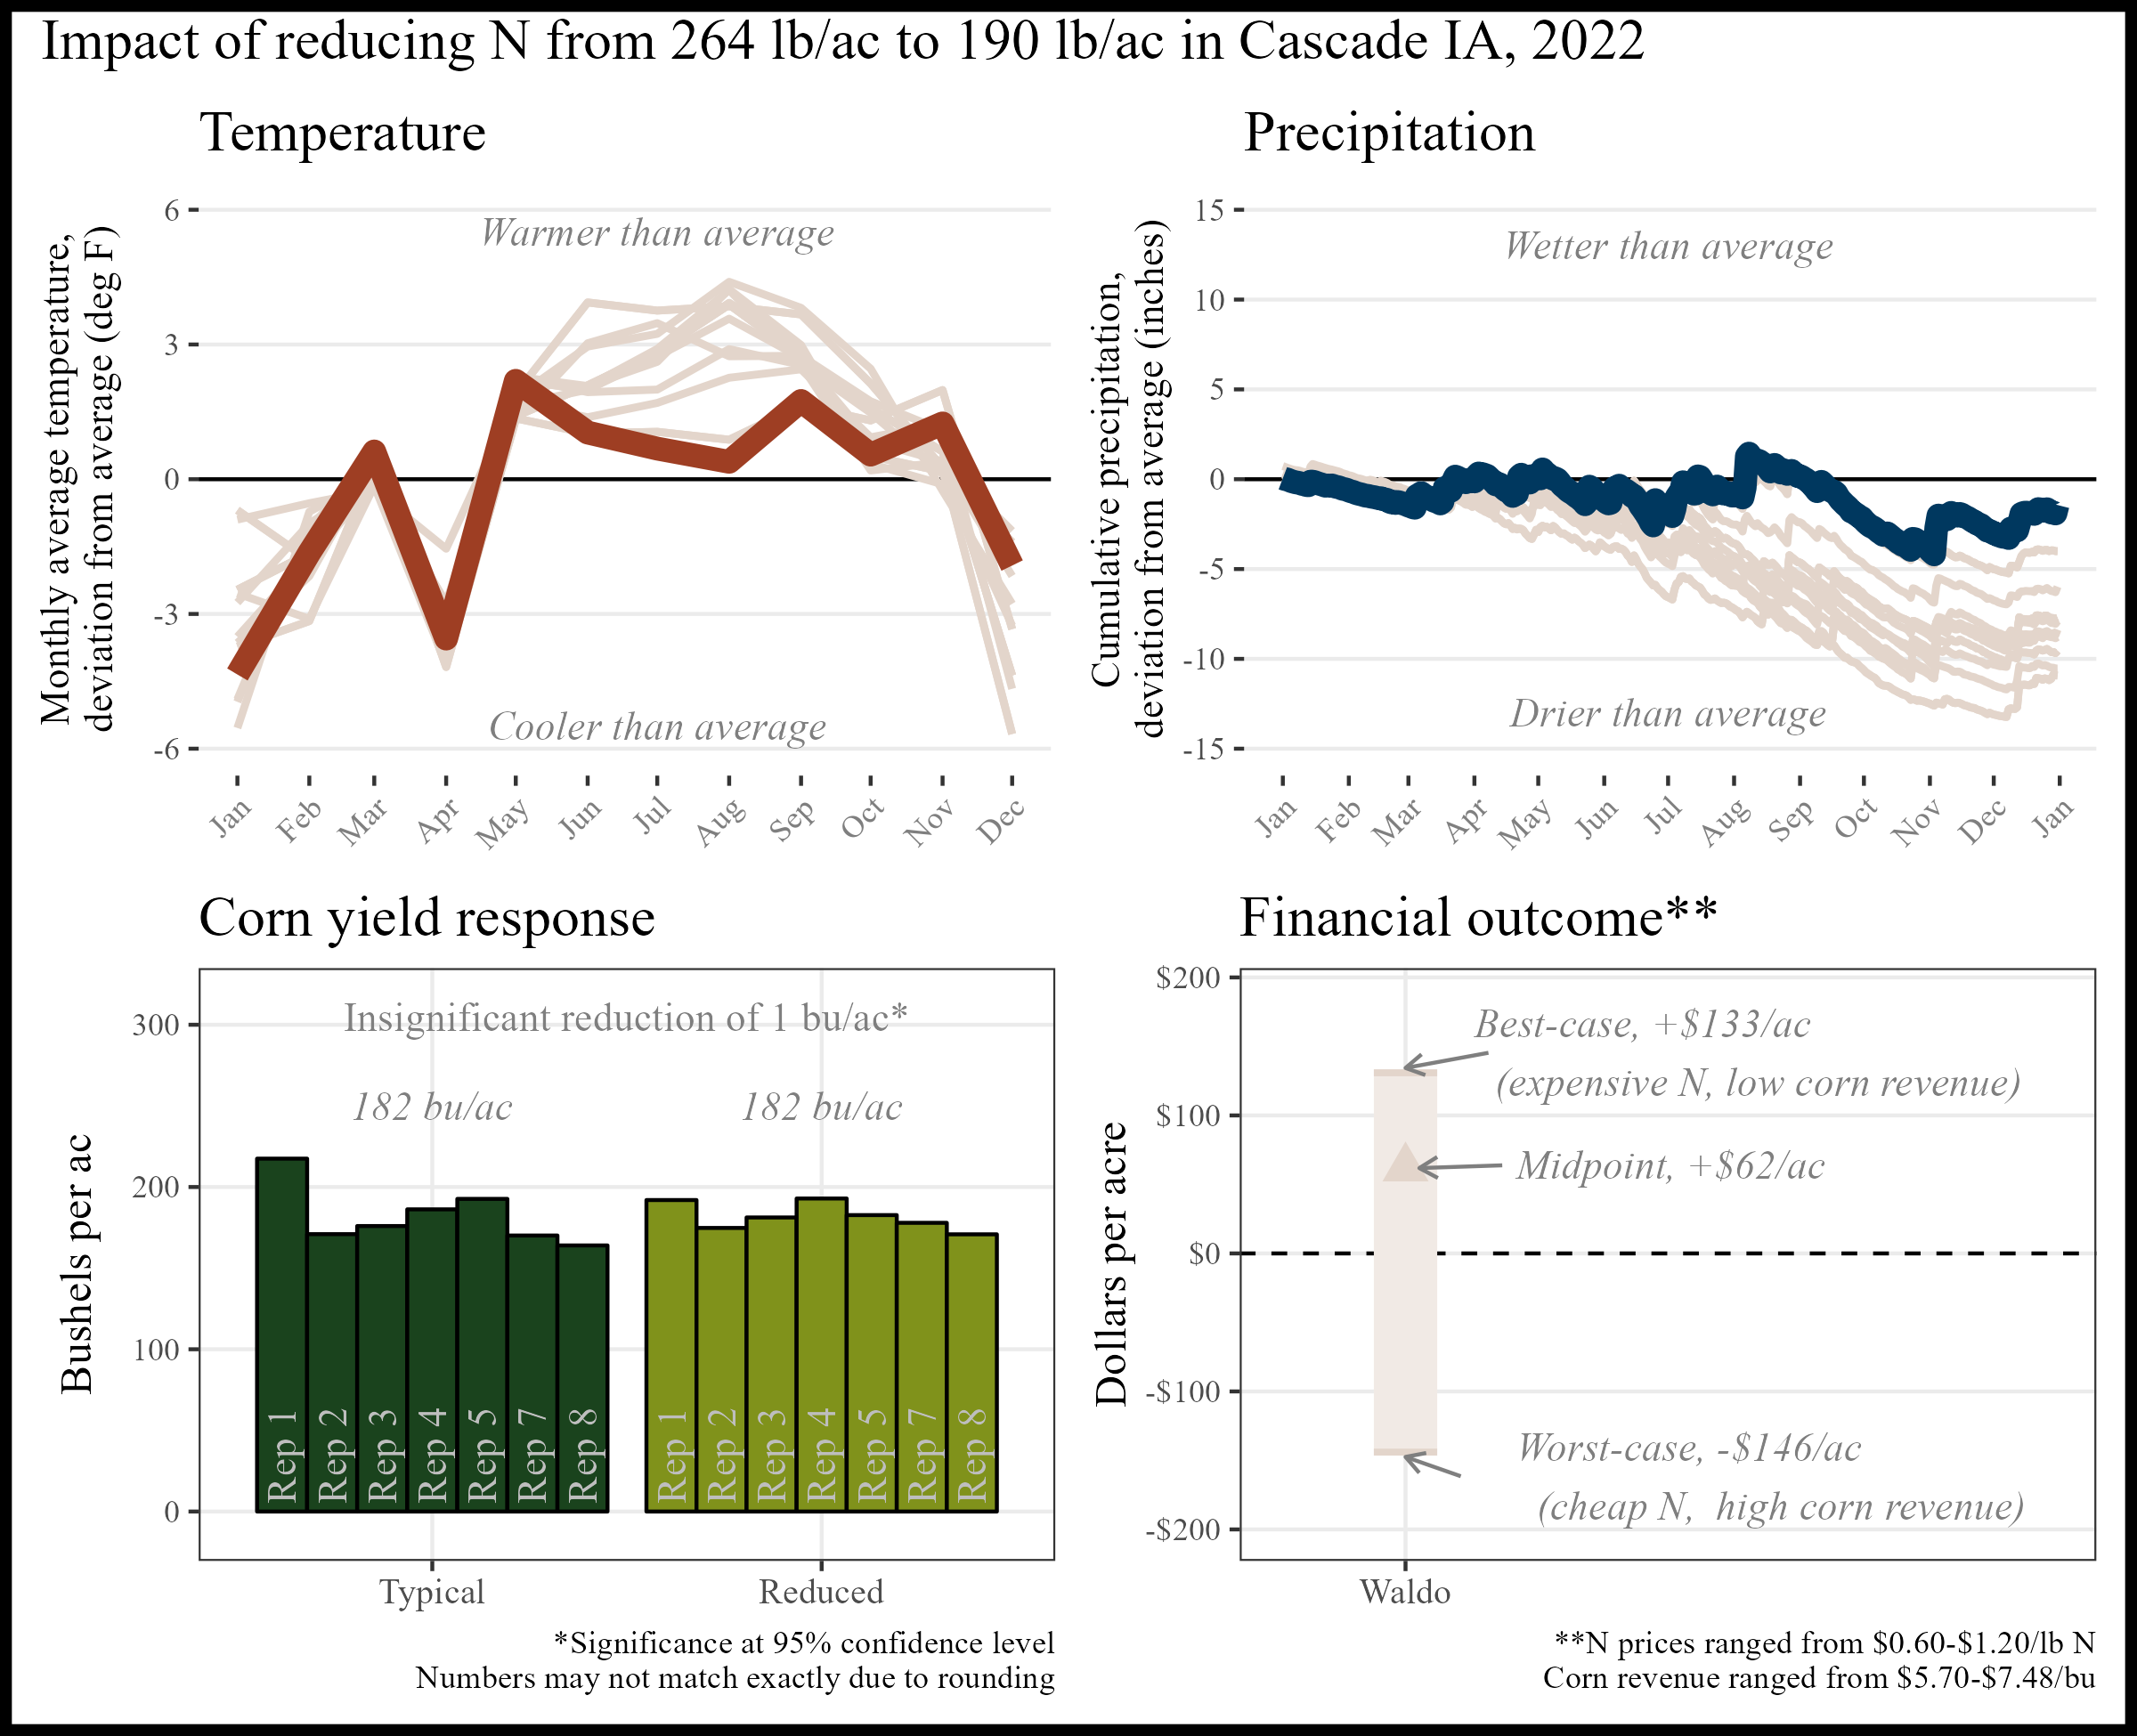 Impact of reducing N from 264 lb/ac to 190 lb/ac in Cascade IA, 2022
Temperature
Monthly average temperature,
deviation from average (deg F)
6
3
0
-3
-6
Warmer than average
Cooler than average
Jan
Feb
Mar
Apr
May
Jun
Jul
Aug
Sep
Oct
Nov
Dec
Precipitation
Cumulative precipitation,
deviation from average (inches)
15
10
5
0
-5
-10
-15
Wetter than average
Drier than average
Jan
Feb
Mar
Apr
May
Jun
Jul
Aug
Sep
Oct
Nov
Dec
Jan
Corn yield response
Bushels per ac
300
200
100
0
Insignificant reduction of 1 bu/ac*
182 bu/ac
182 bu/ac
Rep 1
Rep 2
Rep 3
Rep 4
Rep 5
Rep 7
Rep 8
Rep 1
Rep 2
Rep 3
Rep 4
Rep 5
Rep 7
Rep 8
Typical
Reduced
*Significance at 95% confidence level
Numbers may not match exactly due to rounding
Financial outcome**
Dollars per acre
$200
$100
$0
-$100
-$200
Best-case, +$133/ac
(expensive N, low corn revenue)
Midpoint, +$62/ac
Worst-case, -$146/ac
(cheap N,  high corn revenue)
Waldo
**N prices ranged from $0.60-$1.20/lb N
Corn revenue ranged from $5.70-$7.48/bu